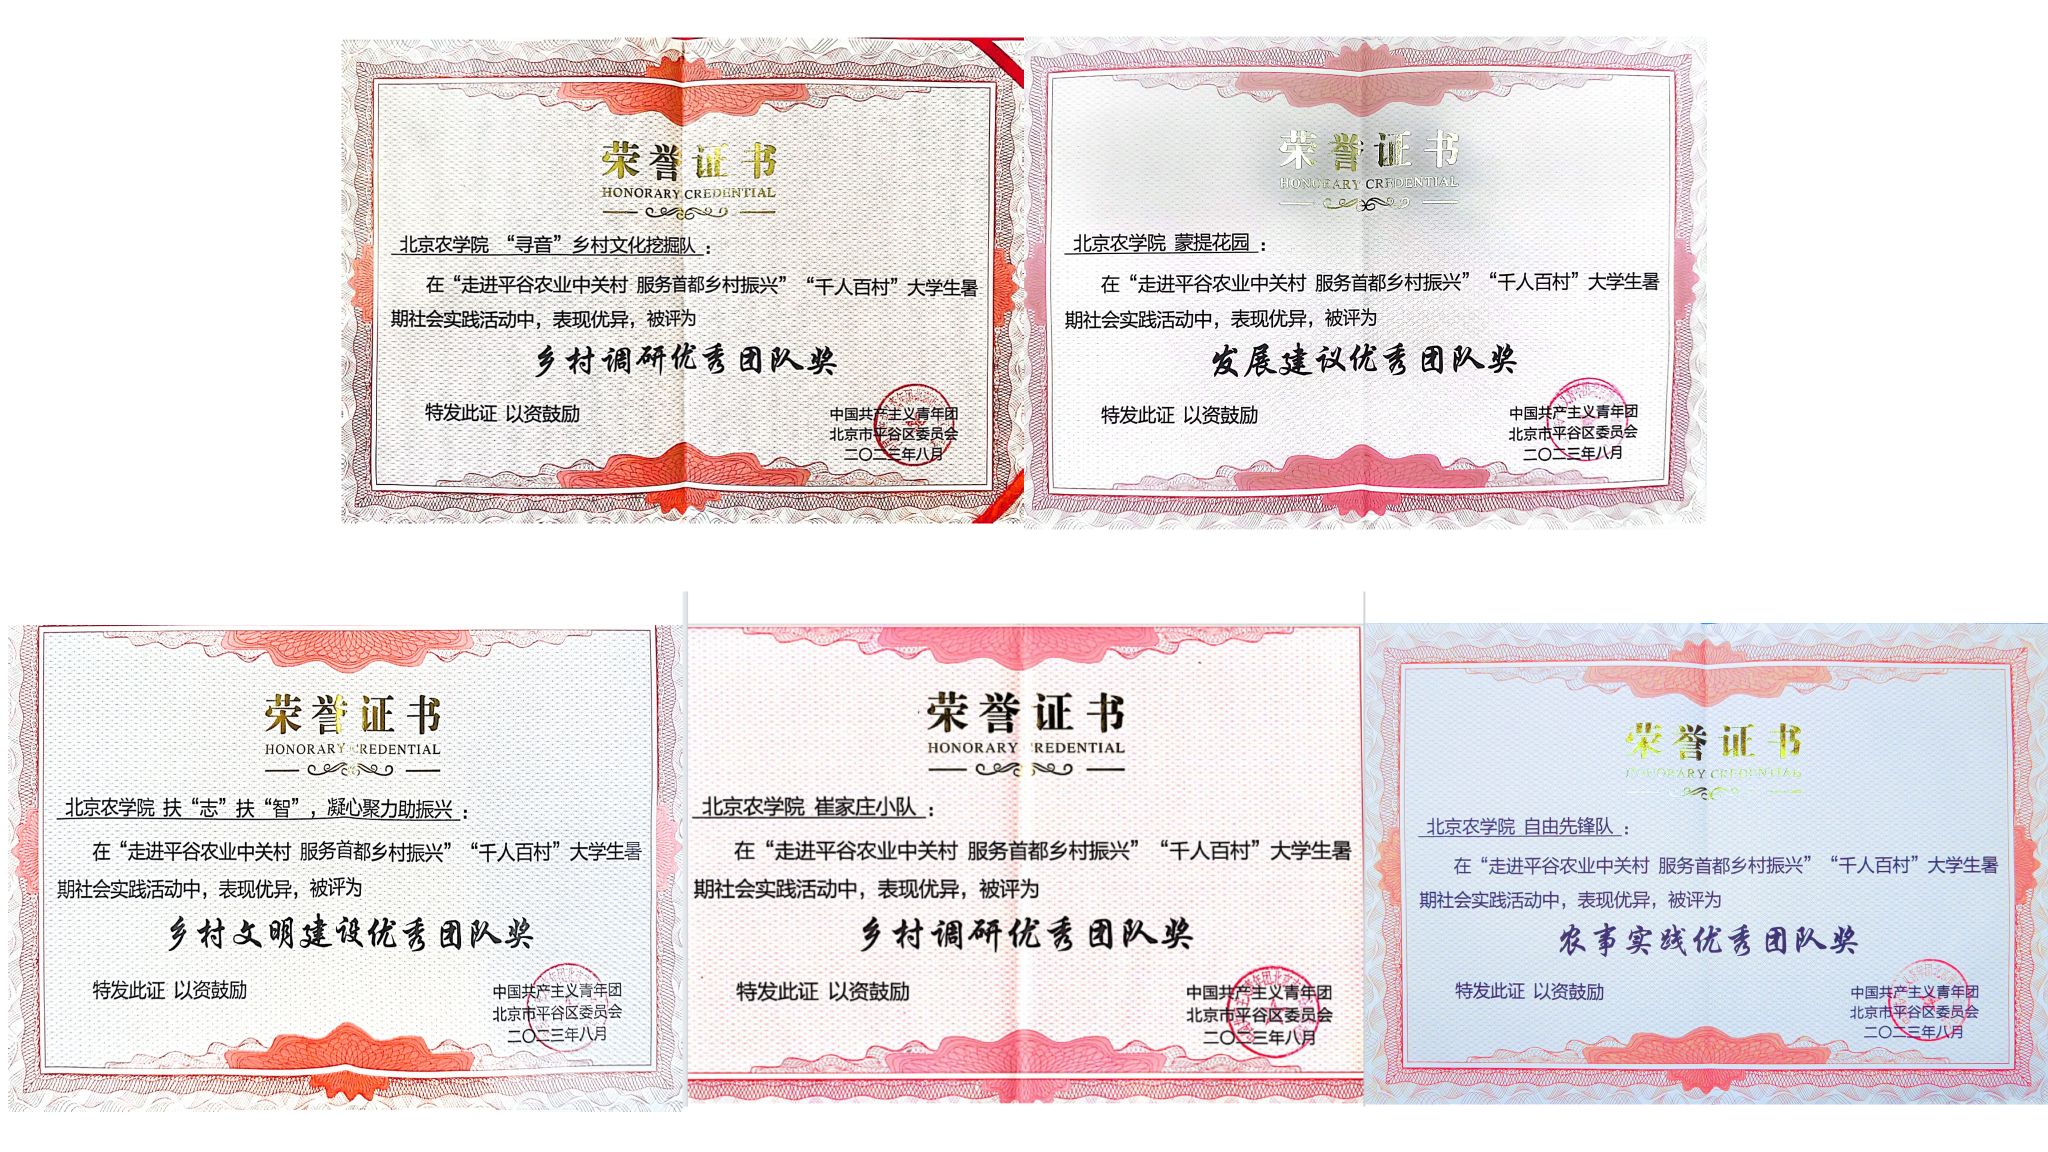 荣誉证书
HONORARY CREDENTIAL
北京农学院 “寻音”乡村文化挖掘队：
在“走进平谷农业中关村 服务首都乡村振兴”“千人百村”大学生暑
期社会实践活动中，表现优异，被评为
乡村调研优秀团队奖
特发此证 以资鼓励
中国共产主义青年团
北京市平谷区委员会
二〇二三年八月
荣誉证书
HONORARY CREDENTIAL
北京农学院 蒙提花园：
在“走进平谷农业中关村 服务首都乡村振兴”“千人百村”大学生暑
期社会实践活动中，表现优异，被评为
发展建议优秀团队奖
特发此证 以资鼓励
中国共产主义青年团
北京市平谷区委员会
二〇二三年八月
荣誉证书
HONORARY CREDENTIAL
北京农学院 扶“志”扶“智”，凝心聚力助振兴：
在“走进平谷农业中关村 服务首都乡村振兴”“千人百村”大学生暑
期社会实践活动中，表现优异，被评为
乡村文明建设优秀团队奖
特发此证 以资鼓励
中国共产主义青年团
北京市平谷区委员会
二〇二三年八月
荣誉证书
HONORARY CREDENTIAL
北京农学院 崔家庄小队：
在“走进平谷农业中关村 服务首都乡村振兴”“千人百村”大学生暑
期社会实践活动中，表现优异，被评为
乡村调研优秀团队奖
特发此证 以资鼓励
中国共产主义青年团
北京市平谷区委员会
二〇二三年八月
荣誉证书
HONORARY CREDENTIAL
北京农学院 自由先锋队：
在“走进平谷农业中关村 服务首都乡村振兴”“千人百村”大学生暑
期社会实践活动中，表现优异，被评为
农事实践优秀团队奖
特发此证 以资鼓励
中国共产主义青年团
北京市平谷区委员会
二〇二三年八月